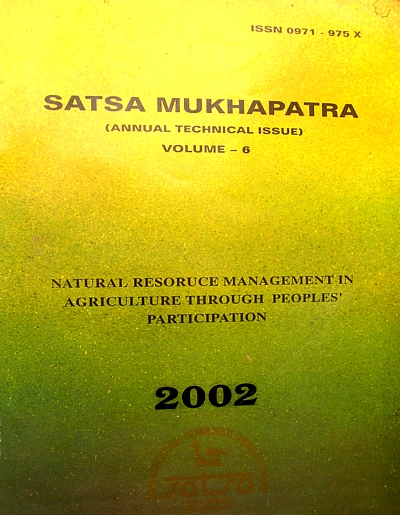 ISSN 0971 - 975 X
SATSA MUKHAPATRA
(ANNUAL TECHNICAL ISSUE)
VOLUME – 6
NATURAL RESORUCE MANAGEMENT IN
AGRICULTURE THROUGH PEOPLES'
PARTICIPATION
2002